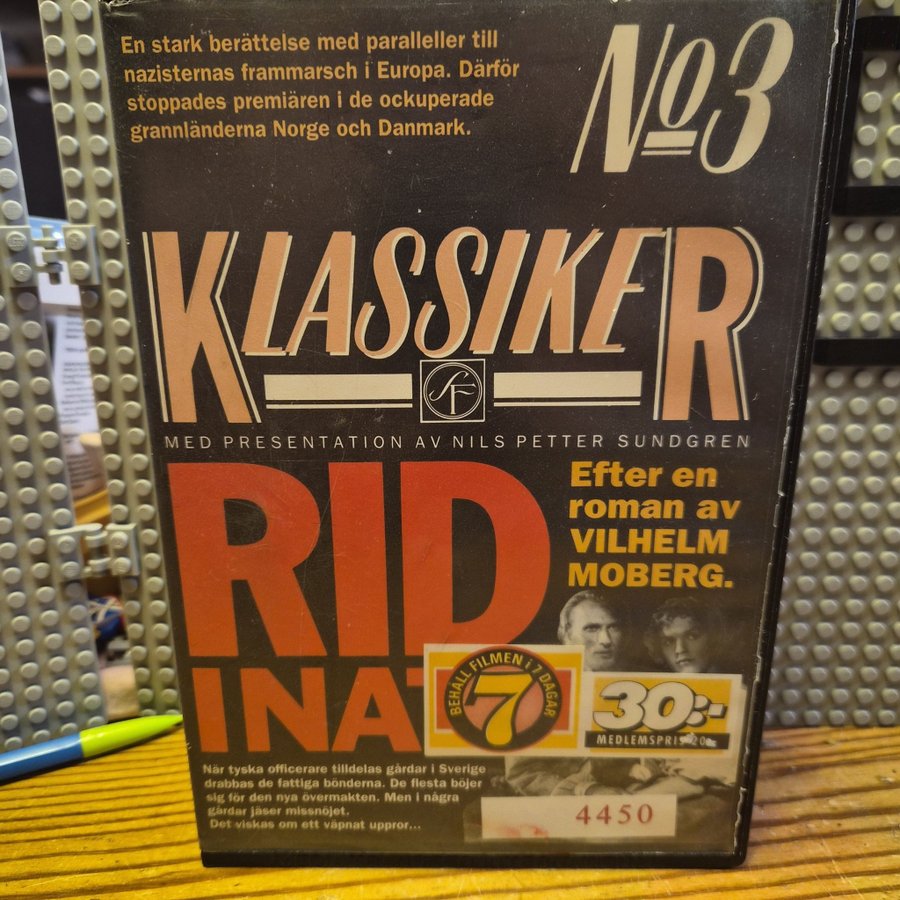 En stark berättelse med paralleller till
nazisternas frammarsch i Europa. Därför
stoppades premiären i de ockuperade
grannländerna Norge och Danmark.
No3
KLASSIKER
SF
MED PRESENTATION AV NILS PETTER SUNDGREN
RID
Efter en
roman av
VILHELM
MOBERG.
I NAT
BEHÅLL FILMEN i 7 DAGAR
7
30:-
MEDLEMSPRIS 20:-
När tyska officerare tilldelas gårdar i Sverige
drabbas de fattiga bönderna. De flesta böjer
sig för den nya övermakten. Men i några
gårdar jäser missnöjet.
Det viskas om ett väpnat uppror...
4450